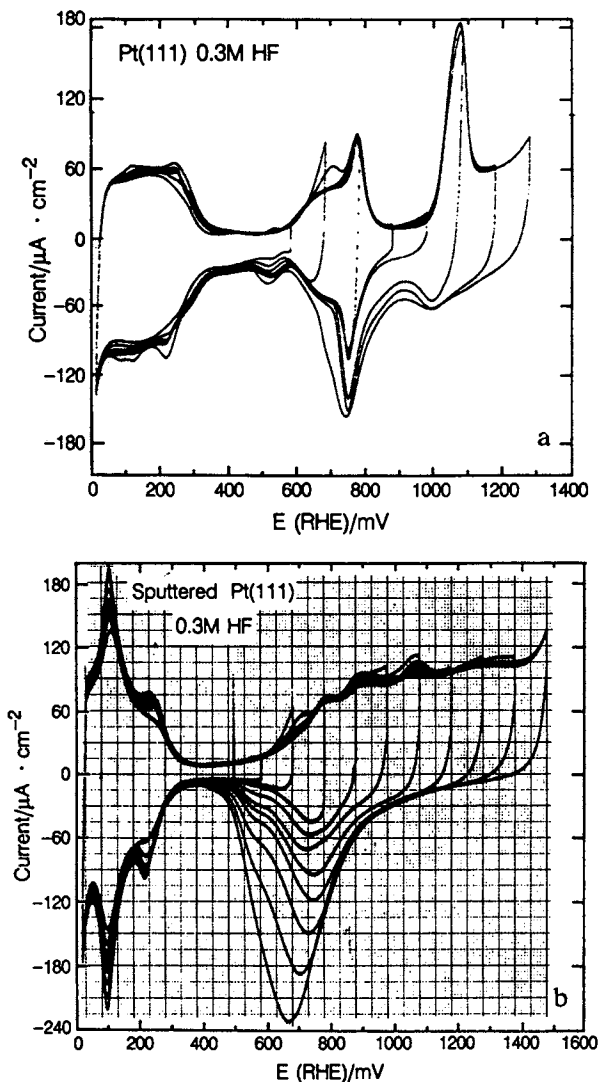 180
120
60
0
−60
−120
−180
Current/µA · cm⁻²
Pt(111) 0.3M HF
a
0 200 400 600 800 1000 1200 1400
E (RHE)/mV
180
120
60
0
−60
−120
−180
−240
Current/µA · cm⁻²
Sputtered Pt(111)
0.3M HF
b
0 200 400 600 800 1000 1200 1400 1600
E (RHE)/mV